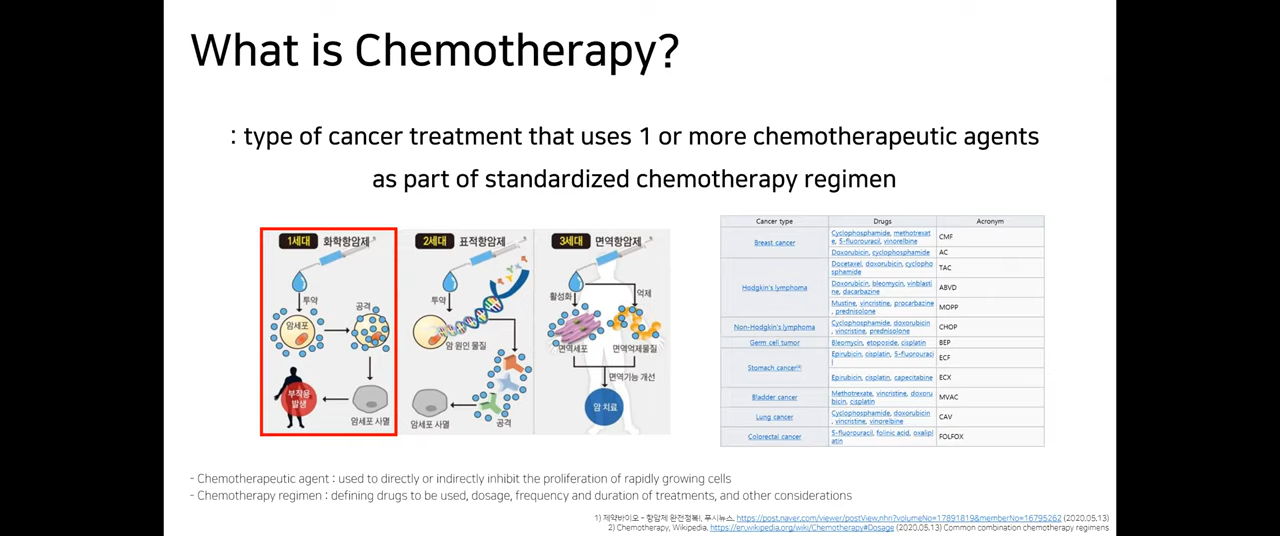 What is Chemotherapy?
: type of cancer treatment that uses 1 or more chemotherapeutic agents
as part of standardized chemotherapy regimen
1세대 화학항암제
투약
공격
암세포
부작용
발생
암세포 사멸
2세대 표적항암제
투약
암 원인 물질
암세포 사멸
공격
3세대 면역항암제
활성화
억제
면역세포
면역억제물질
면역기능 개선
암 치료
Cancer type Drugs Acronym
Breast cancer
Cyclophosphamide, methotrexat
e, 5-fluorouracil, vinorelbine
CMF
Doxorubicin, cyclophosphamide AC
Hodgkin's lymphoma
Docetaxel, doxorubicin, cyclopho
sphamide
TAC
Doxorubicin, bleomycin, vinblasti
ne, dacarbazine
ABVD
Mustine, vincristine, procarbazine
, prednisolone
MOPP
Non-Hodgkin's lymphoma
Cyclophosphamide, doxorubicin
, vincristine, prednisolone
CHOP
Germ cell tumor Bleomycin, etoposide, cisplatin BEP
Stomach cancer[4]
Epirubicin, cisplatin, 5-fluorouraci
l
ECF
Epirubicin, cisplatin, capecitabine ECX
Bladder cancer
Methotrexate, vincristine, doxoru
bicin, cisplatin
MVAC
Lung cancer
Cyclophosphamide, doxorubicin
, vincristine, vinorelbine
CAV
Colorectal cancer
5-fluorouracil, folinic acid, oxalipl
atin
FOLFOX
- Chemotherapeutic agent : used to directly or indirectly inhibit the proliferation of rapidly growing cells
- Chemotherapy regimen : defining drugs to be used, dosage, frequency and duration of treatments, and other considerations
1) 제약바이오 – 항암제 완전정복!, 푸시뉴스, https://post.naver.com/viewer/postView.nhn?volumeNo=17891819&memberNo=16795262 (2020.05.13)
2) Chemotherapy, Wikipedia, https://en.wikipedia.org/wiki/Chemotherapy#Dosage (2020.05.13) Common combination chemotherapy regimens